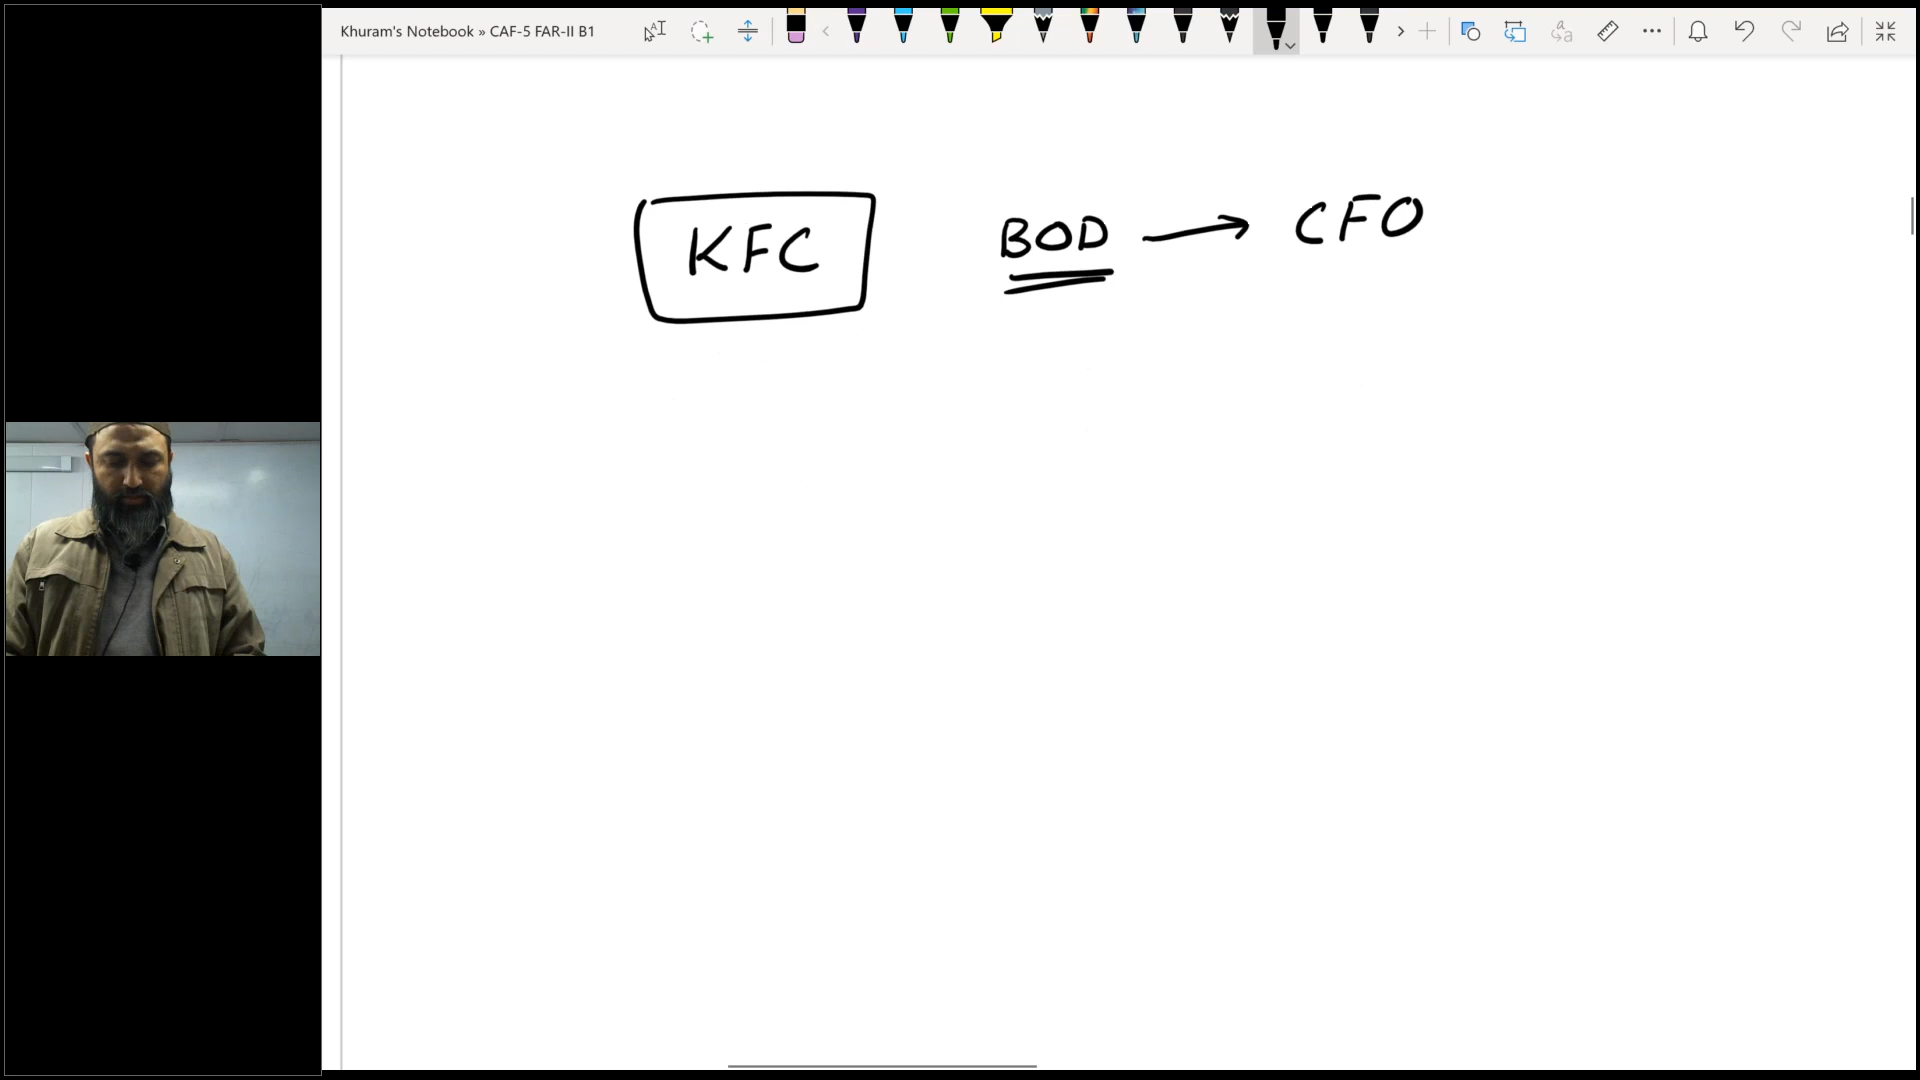 Khuram's Notebook » CAF-5 FAR-II B1
KFC BOD → CFO